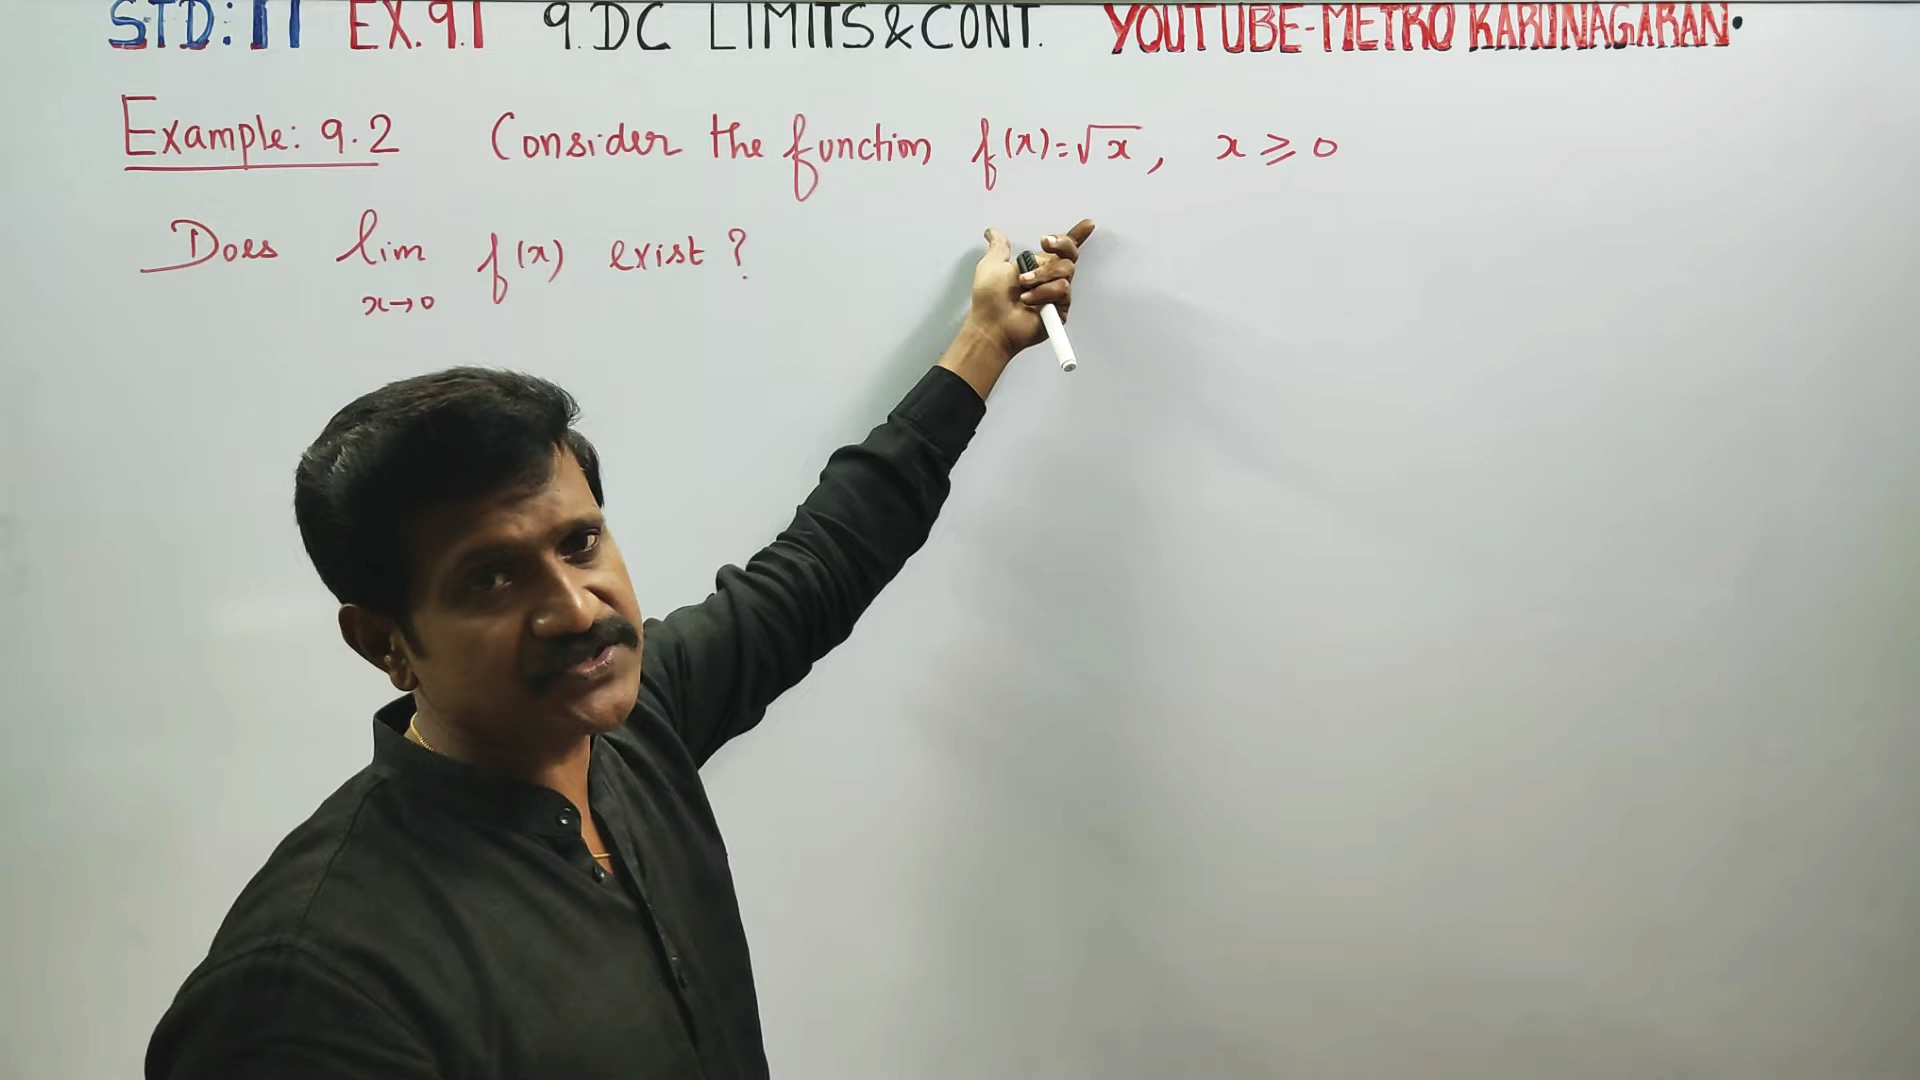 STD: 11 EX.9.1 9.DC LIMITS & CONT. YOUTUBE-METRO KARUNAGARAN.
Example: 9.2 Consider the function f(x)=√x, x ≥ 0
Does lim f(x) exist?
x→0